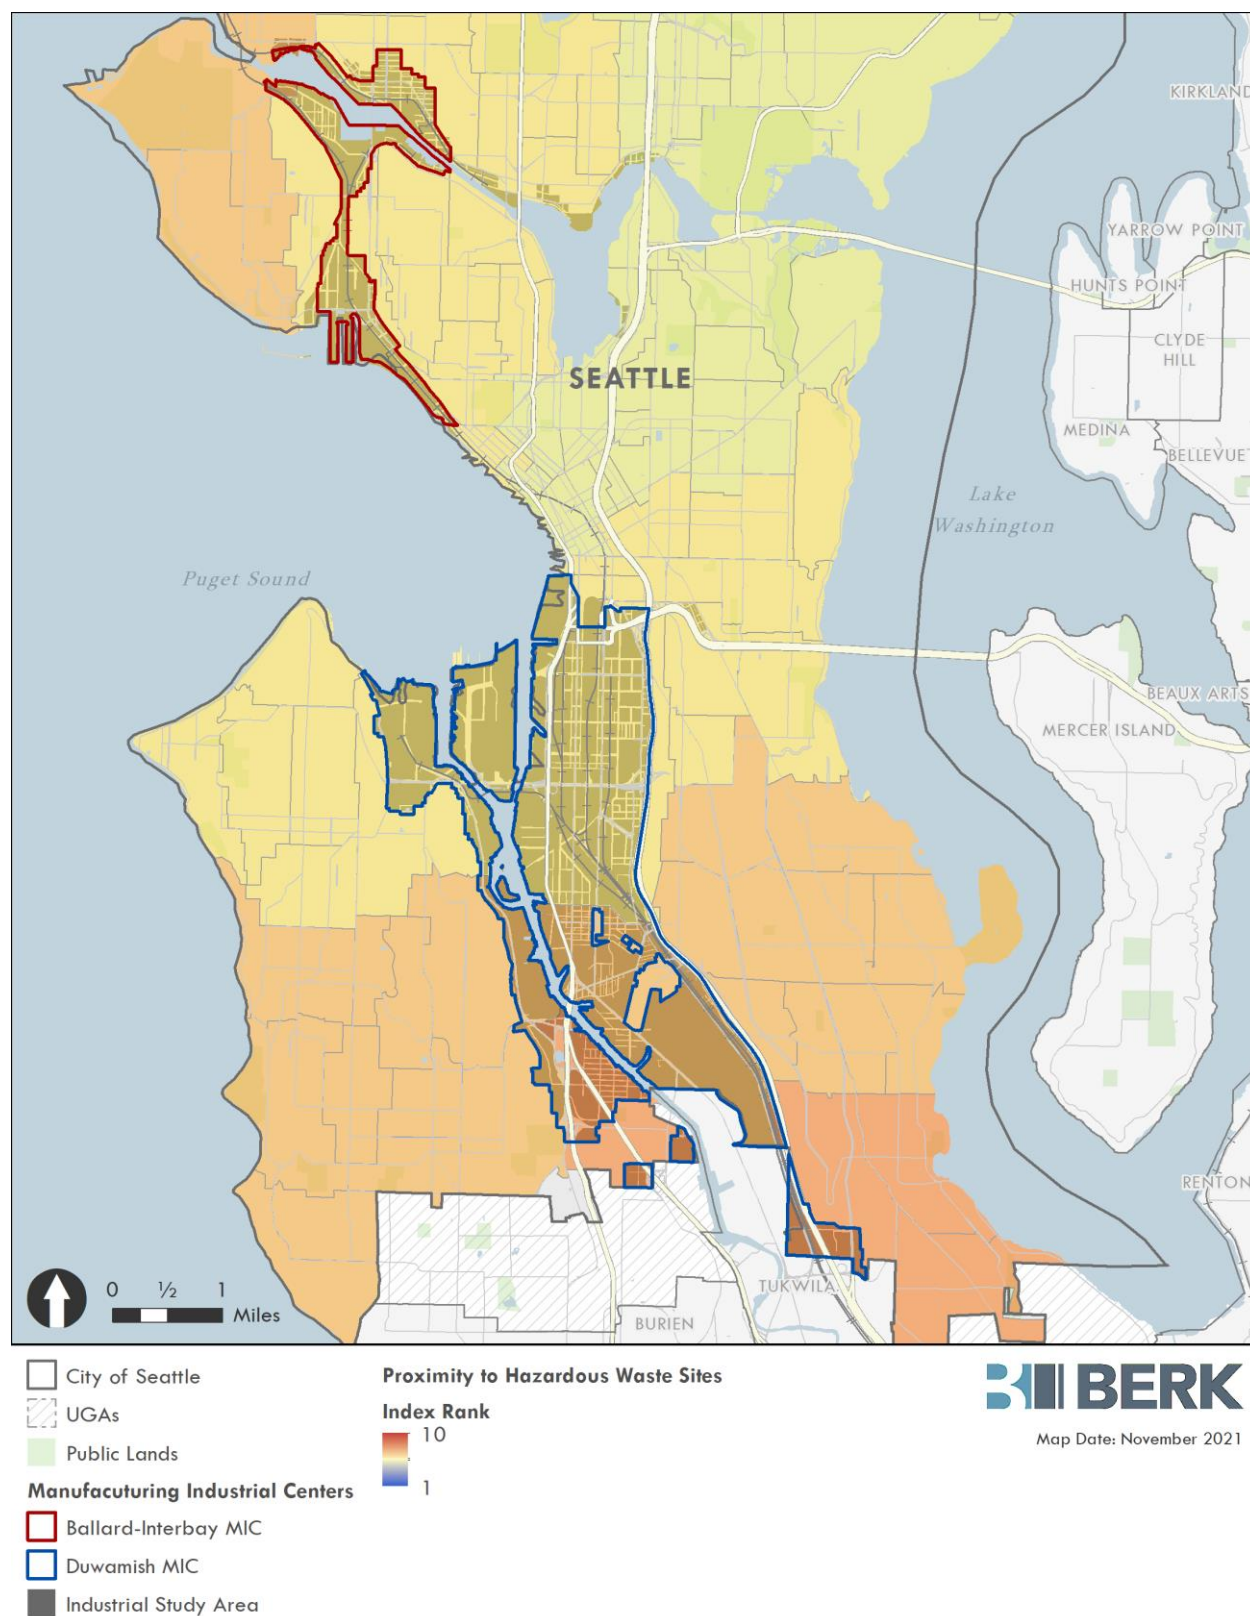 KIRKLAND
YARROW POINT
HUNTS POINT
CLYDE
HILL
SEATTLE
MEDINA
BELLEVUE
Lake
Washington
Puget Sound
BEAUX ARTS
MERCER ISLAND
RENTON
TUKWILA
BURIEN
0 ½ 1
Miles
City of Seattle
UGAs
Public Lands
Manufacuturing Industrial Centers
Ballard-Interbay MIC
Duwamish MIC
Industrial Study Area
Proximity to Hazardous Waste Sites
Index Rank
10
1
BERK
Map Date: November 2021